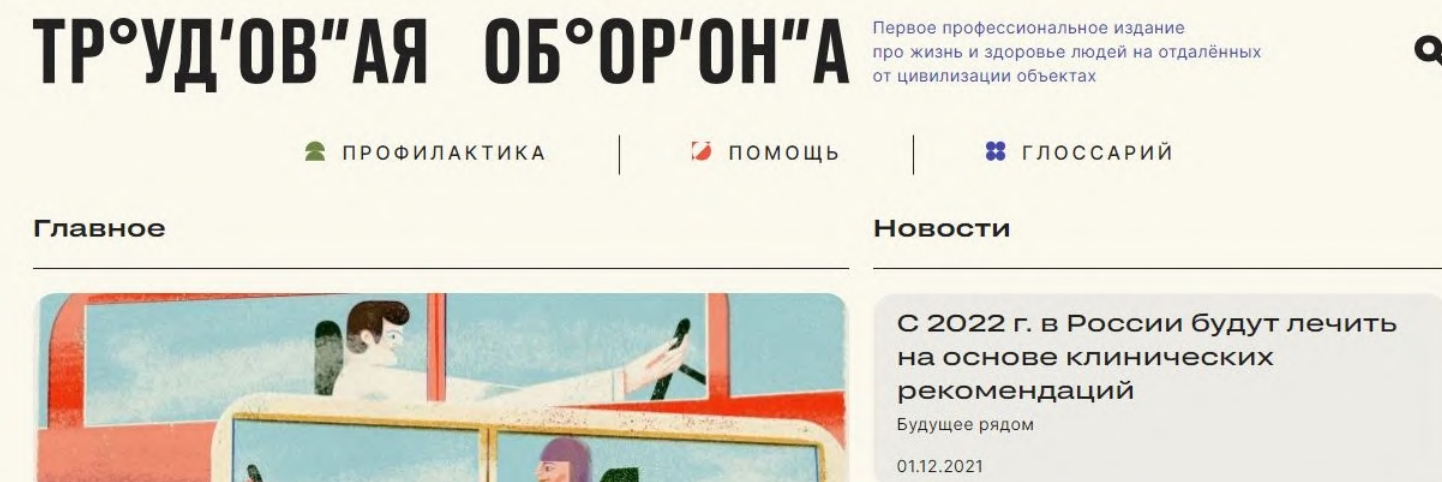 ТР°УД′ОВ″АЯ ОБ°ОР′ОН″А
Первое профессиональное издание
про жизнь и здоровье людей на отдалённых
от цивилизации объектах
ПРОФИЛАКТИКА
ПОМОЩЬ
ГЛОССАРИЙ
Главное
Новости
С 2022 г. в России будут лечить
на основе клинических
рекомендаций
Будущее рядом
01.12.2021